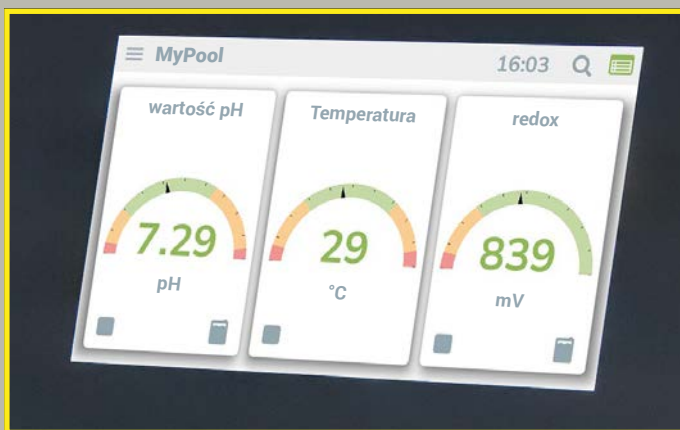 MyPool
16:03
wartość pH
7.29
pH
Temperatura
29
°C
redox
839
mV